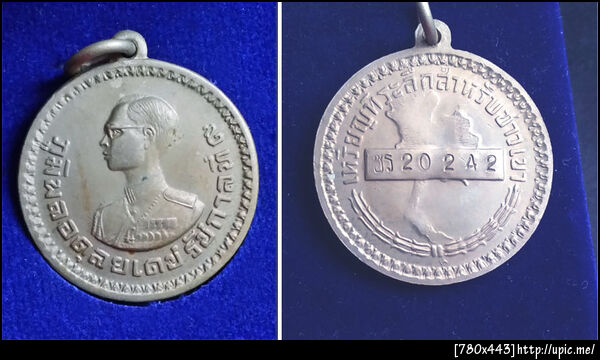 ภูมิพลอดุลยเดช รัชกาลที่ ๙
เหรียญที่ระลึกสำหรับชาวเขา
ชร 20242
[780x443]http://upic.me/